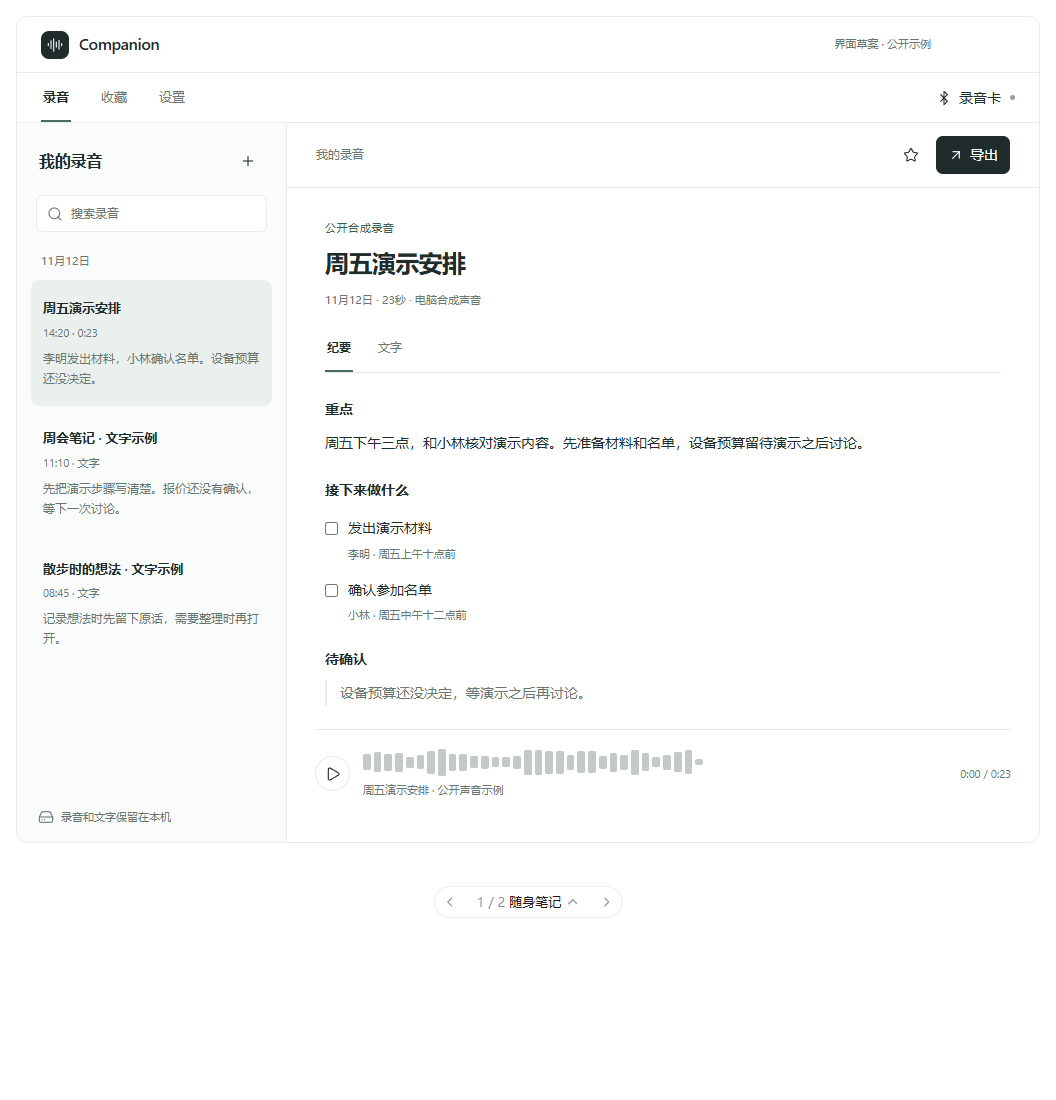 Companion
界面草案 · 公开示例
录音
收藏
设置
录音卡
我的录音
搜索录音
11月12日
周五演示安排
14:20 · 0:23
李明发出材料，小林确认名单。设备预算
还没决定。
周会笔记 · 文字示例
11:10 · 文字
先把演示步骤写清楚。报价还没有确认，
等下一次讨论。
散步时的想法 · 文字示例
08:45 · 文字
记录想法时先留下原话，需要整理时再打
开。
录音和文字保留在本机
我的录音
导出
公开合成录音
周五演示安排
11月12日 · 23秒 · 电脑合成声音
纪要
文字
重点
周五下午三点，和小林核对演示内容。先准备材料和名单，设备预算留待演示之后讨论。
接下来做什么
发出演示材料
李明 · 周五上午十点前
确认参加名单
小林 · 周五中午十二点前
待确认
设备预算还没决定，等演示之后再讨论。
周五演示安排 · 公开声音示例
0:00 / 0:23
1 / 2 随身笔记